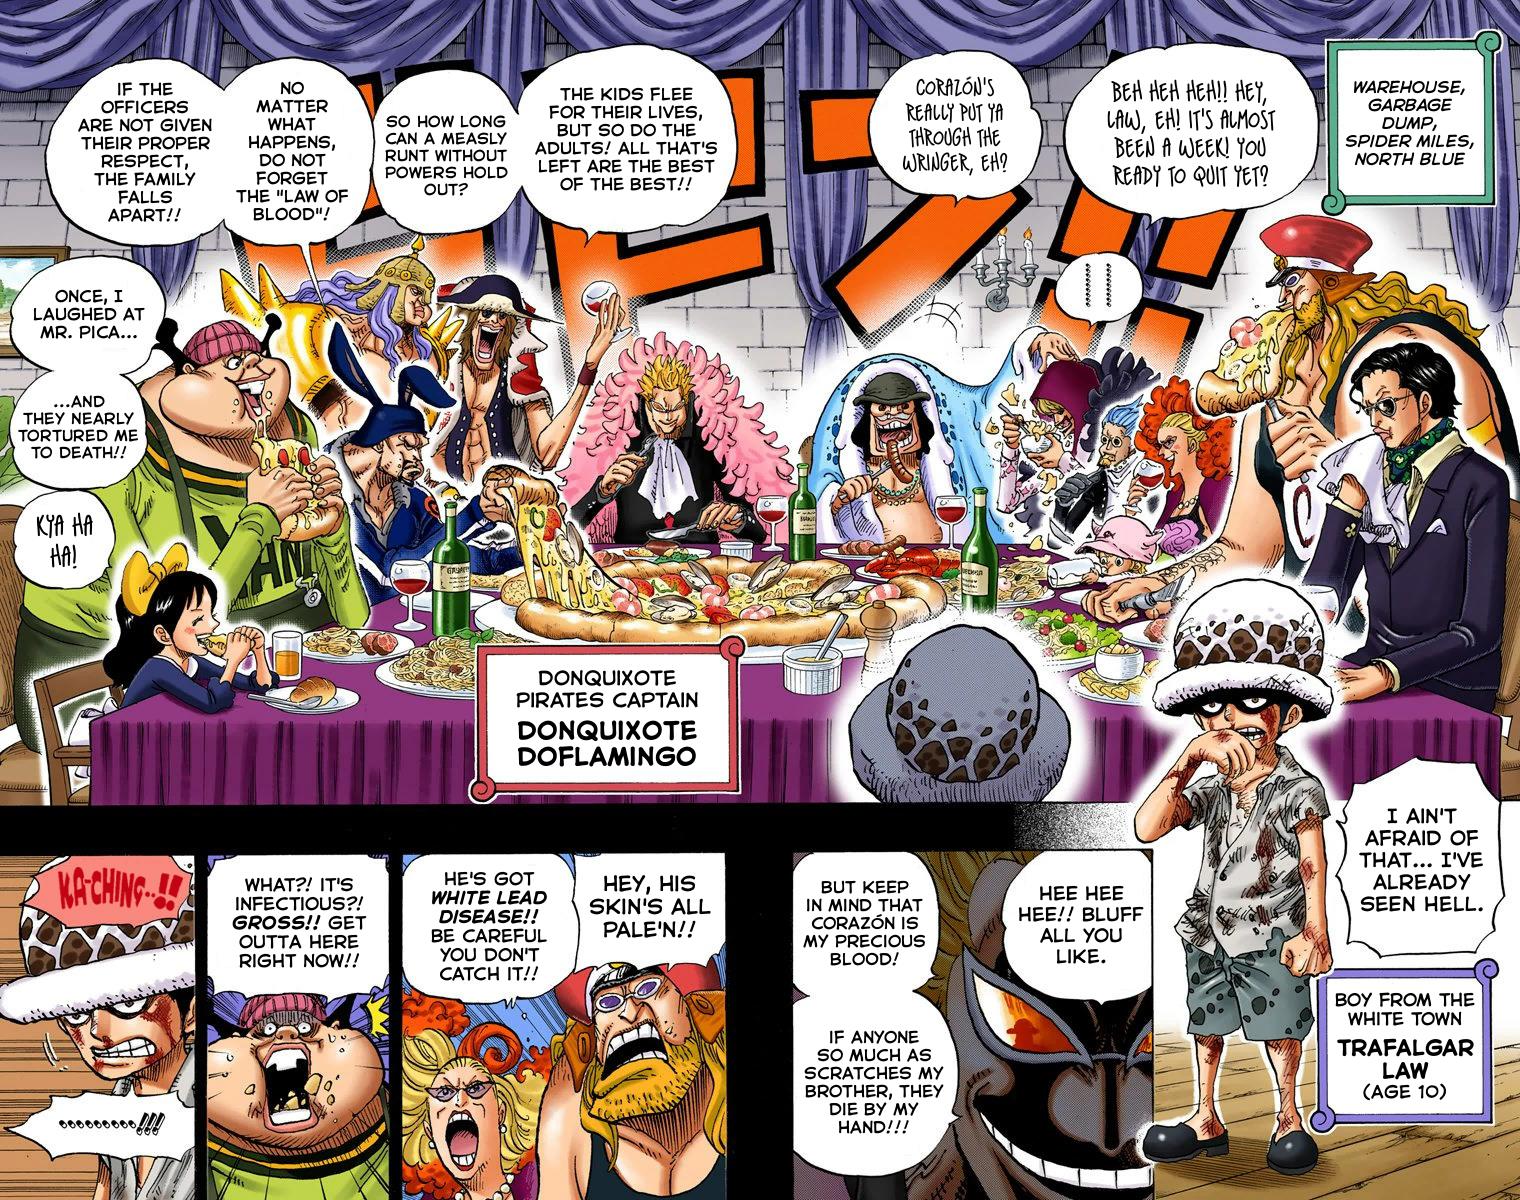 WAREHOUSE,
GARBAGE
DUMP,
SPIDER MILES,
NORTH BLUE
BEH HEH HEH!! HEY,
LAW, EH! IT'S ALMOST
BEEN A WEEK! YOU
READY TO QUIT YET?
!!
CORAZÓN'S
REALLY PUT YA
THROUGH THE
WRINGER, EH?
THE KIDS FLEE
FOR THEIR LIVES,
BUT SO DO THE
ADULTS! ALL THAT'S
LEFT ARE THE BEST
OF THE BEST!!
SO HOW LONG
CAN A MEASLY
RUNT WITHOUT
POWERS HOLD
OUT?
NO
MATTER
WHAT
HAPPENS,
DO NOT
FORGET
THE "LAW OF
BLOOD"!
IF THE
OFFICERS
ARE NOT GIVEN
THEIR PROPER
RESPECT,
THE FAMILY
FALLS
APART!!
ONCE, I
LAUGHED AT
MR. PICA...
...AND
THEY NEARLY
TORTURED ME
TO DEATH!!
KYA HA
HA!
VANI
DONQUIXOTE
PIRATES CAPTAIN
DONQUIXOTE
DOFLAMINGO
I AIN'T
AFRAID OF
THAT... I'VE
ALREADY
SEEN HELL.
BOY FROM THE
WHITE TOWN
TRAFALGAR
LAW
(AGE 10)
HEE HEE
HEE!! BLUFF
ALL YOU
LIKE.
BUT KEEP
IN MIND THAT
CORAZÓN IS
MY PRECIOUS
BLOOD!
IF ANYONE
SO MUCH AS
SCRATCHES MY
BROTHER, THEY
DIE BY MY
HAND!!!
HEY, HIS
SKIN'S ALL
PALE'N!!
HE'S GOT
WHITE LEAD
DISEASE!!
BE CAREFUL
YOU DON'T
CATCH IT!!
WHAT?! IT'S
INFECTIOUS?!
GROSS!! GET
OUTTA HERE
RIGHT NOW!!
KA-CHING..!!
..........!!!